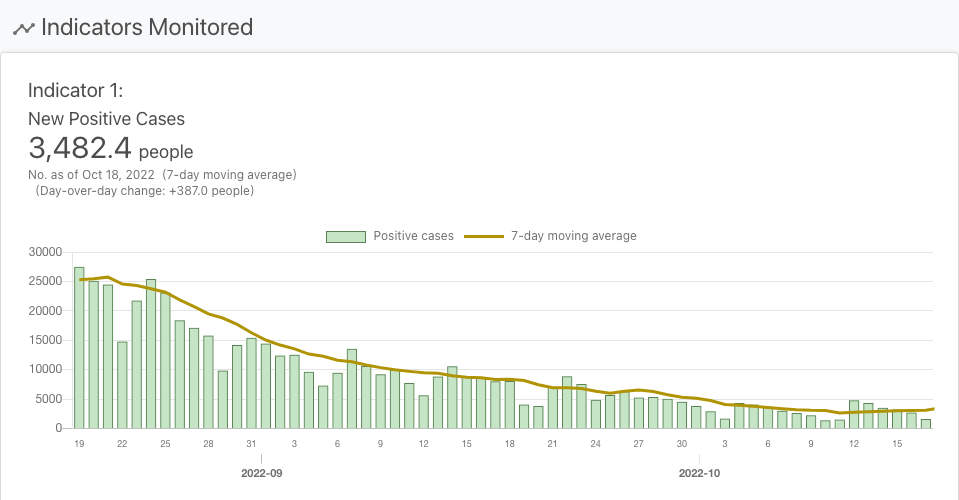 Indicators Monitored
Indicator 1:
New Positive Cases
3,482.4 people
No. as of Oct 18, 2022 (7-day moving average)
(Day-over-day change: +387.0 people)
Positive cases 7-day moving average
30000
25000
20000
15000
10000
5000
0
19 22 25 28 31 3 6 9 12 15 18 21 24 27 30 3 6 9 12 15
2022-09 2022-10